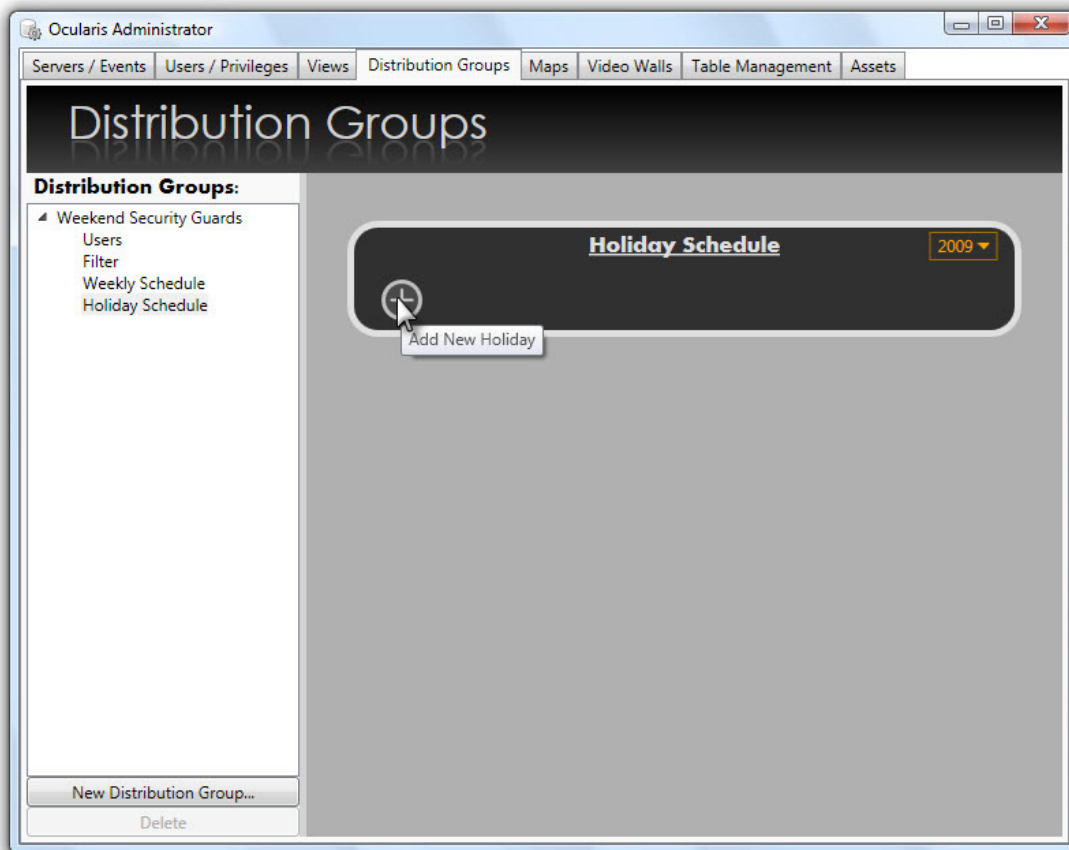 Ocularis Administrator
Servers / Events Users / Privileges Views Distribution Groups Maps Video Walls Table Management Assets
Distribution Groups
Distribution Groups:
Weekend Security Guards
Users
Filter
Weekly Schedule
Holiday Schedule
Holiday Schedule 2009
Add New Holiday
New Distribution Group...
Delete